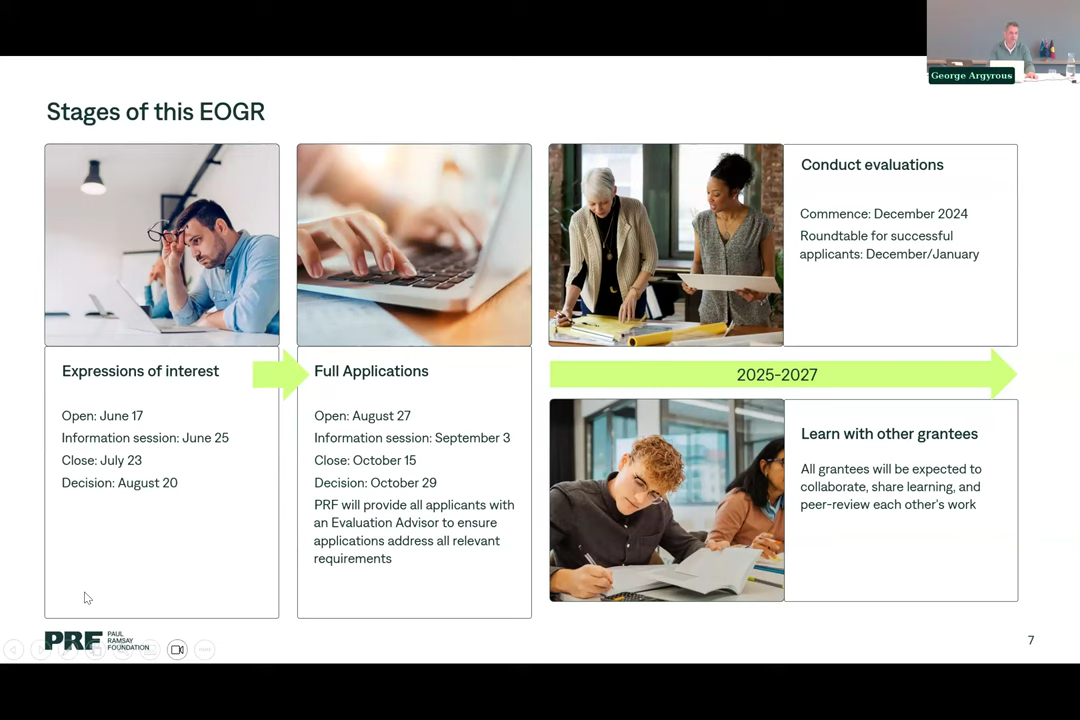 George Argyrous
Stages of this EOGR
Expressions of interest
Open: June 17
Information session: June 25
Close: July 23
Decision: August 20
Full Applications
Open: August 27
Information session: September 3
Close: October 15
Decision: October 29
PRF will provide all applicants with
an Evaluation Advisor to ensure
applications address all relevant
requirements
Conduct evaluations
Commence: December 2024
Roundtable for successful
applicants: December/January
2025-2027
Learn with other grantees
All grantees will be expected to
collaborate, share learning, and
peer-review each other's work
PRF
PAUL
RAMSAY
FOUNDATION
7